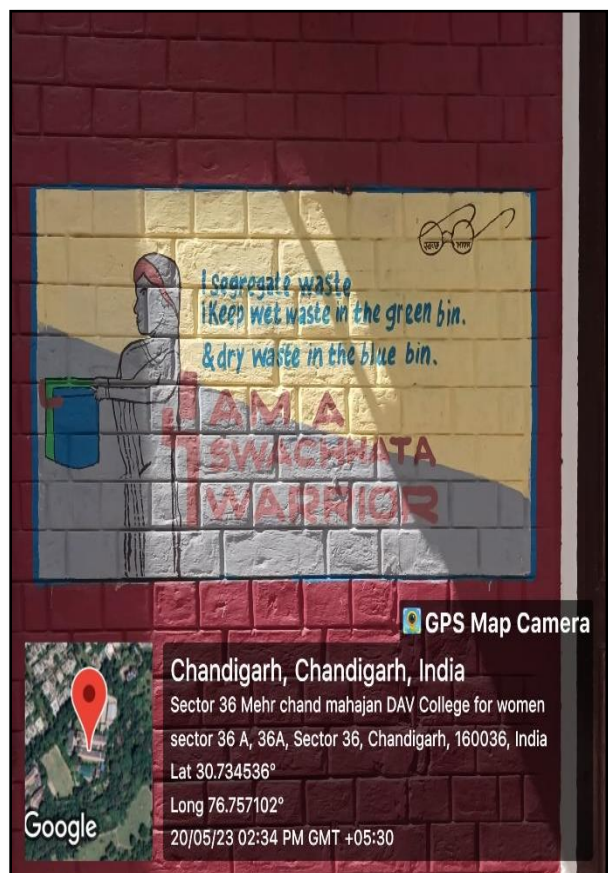 स्वच्छ भारत
I segregate waste
I Keep wet waste in the green bin.
& dry waste in the blue bin.
I AM A
SWACHHATA
WARRIOR
GPS Map Camera
Chandigarh, Chandigarh, India
Sector 36 Mehr chand mahajan DAV College for women
sector 36 A, 36A, Sector 36, Chandigarh, 160036, India
Lat 30.734536°
Long 76.757102°
20/05/23 02:34 PM GMT +05:30
Google